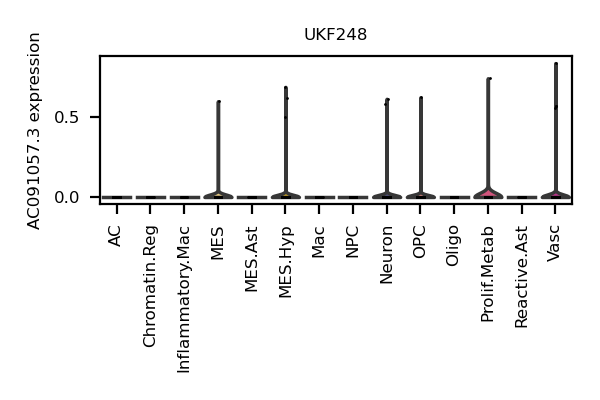 UKF248
AC091057.3 expression
0.5
0.0
AC
Chromatin.Reg
Inflammatory.Mac
MES
MES.Ast
MES.Hyp
Mac
NPC
Neuron
OPC
Oligo
Prolif.Metab
Reactive.Ast
Vasc